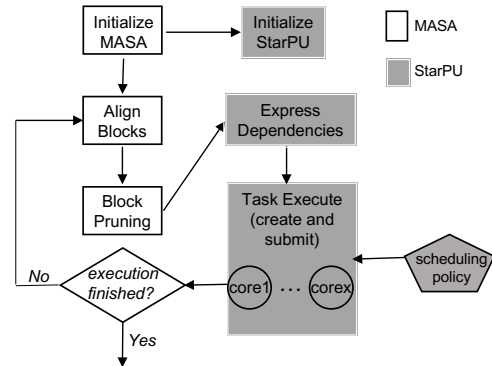 Initialize
MASA
Initialize
StarPU
MASA
StarPU
Align
Blocks
Express
Dependencies
Block
Pruning
Task Execute
(create and
submit)
scheduling
policy
No
execution
finished?
core1 ... corex
Yes